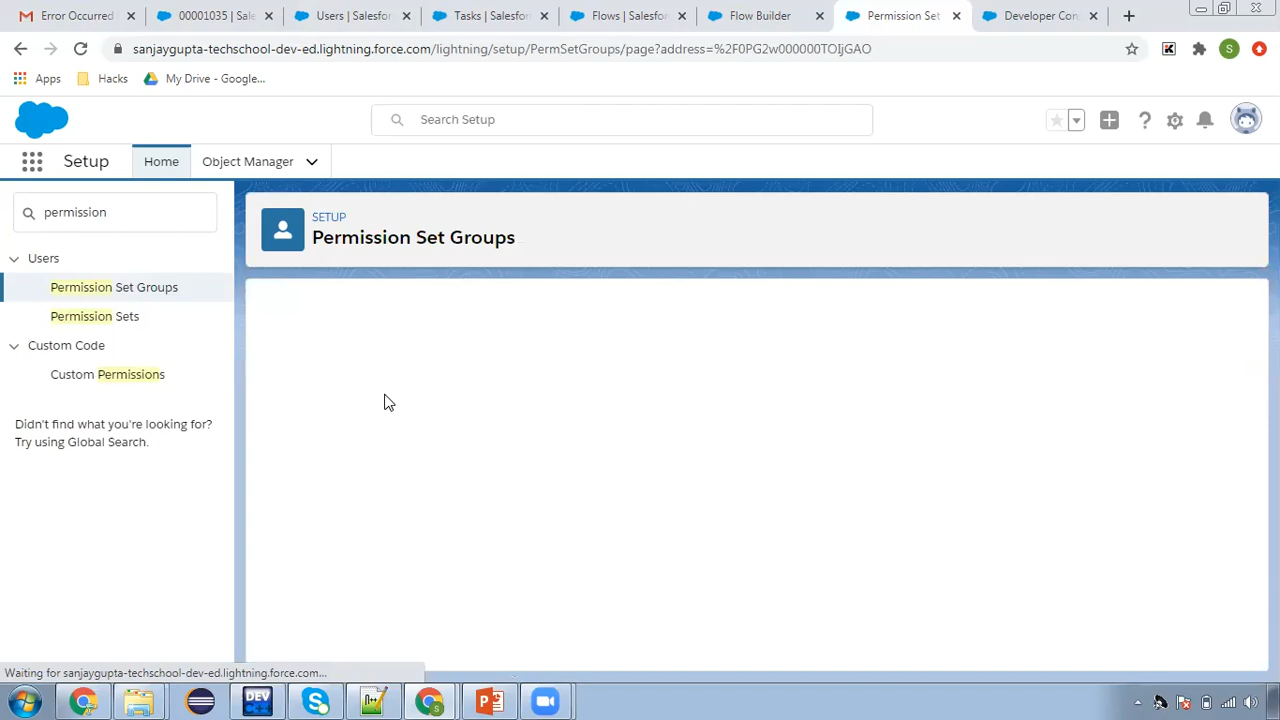 Error Occurred
00001035 | Sale
Users | Salesfor
Tasks | Salesfor
Flows | Salesfor
Flow Builder
Permission Set
Developer Con
sanjaygupta-techschool-dev-ed.lightning.force.com/lightning/setup/PermSetGroups/page?address=%2F0PG2w000000TOIjGAO
S
Apps
Hacks
My Drive - Google...
Search Setup
Setup
Home
Object Manager
permission
SETUP
Permission Set Groups
Users
Permission Set Groups
Permission Sets
Custom Code
Custom Permissions
Didn't find what you're looking for?
Try using Global Search.
Waiting for sanjaygupta-techschool-dev-ed.lightning.force.com...
DEV